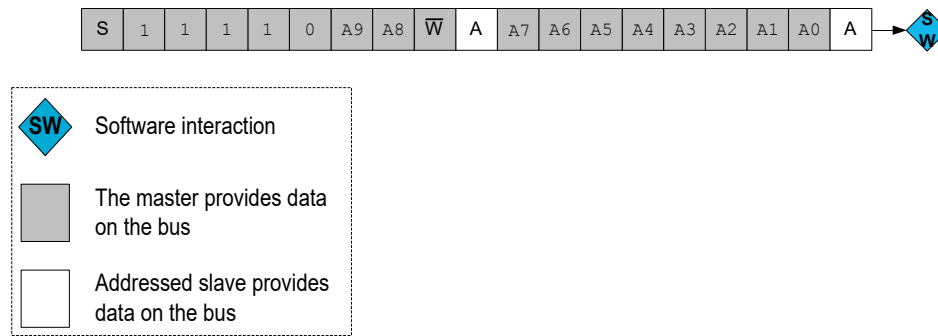 S 1 1 1 1 0 A9 A8 W̅ A A7 A6 A5 A4 A3 A2 A1 A0 A SW
SW Software interaction
The master provides data
on the bus
Addressed slave provides
data on the bus